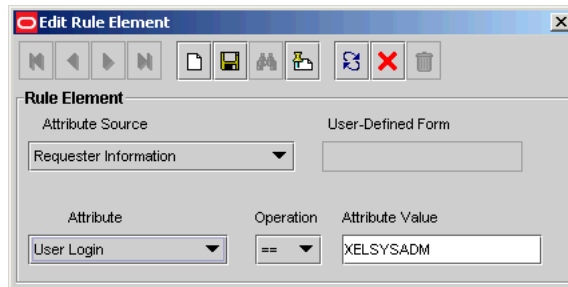 Edit Rule Element
Rule Element
Attribute Source User-Defined Form
Requester Information
Attribute Operation Attribute Value
User Login == XELSYSADM